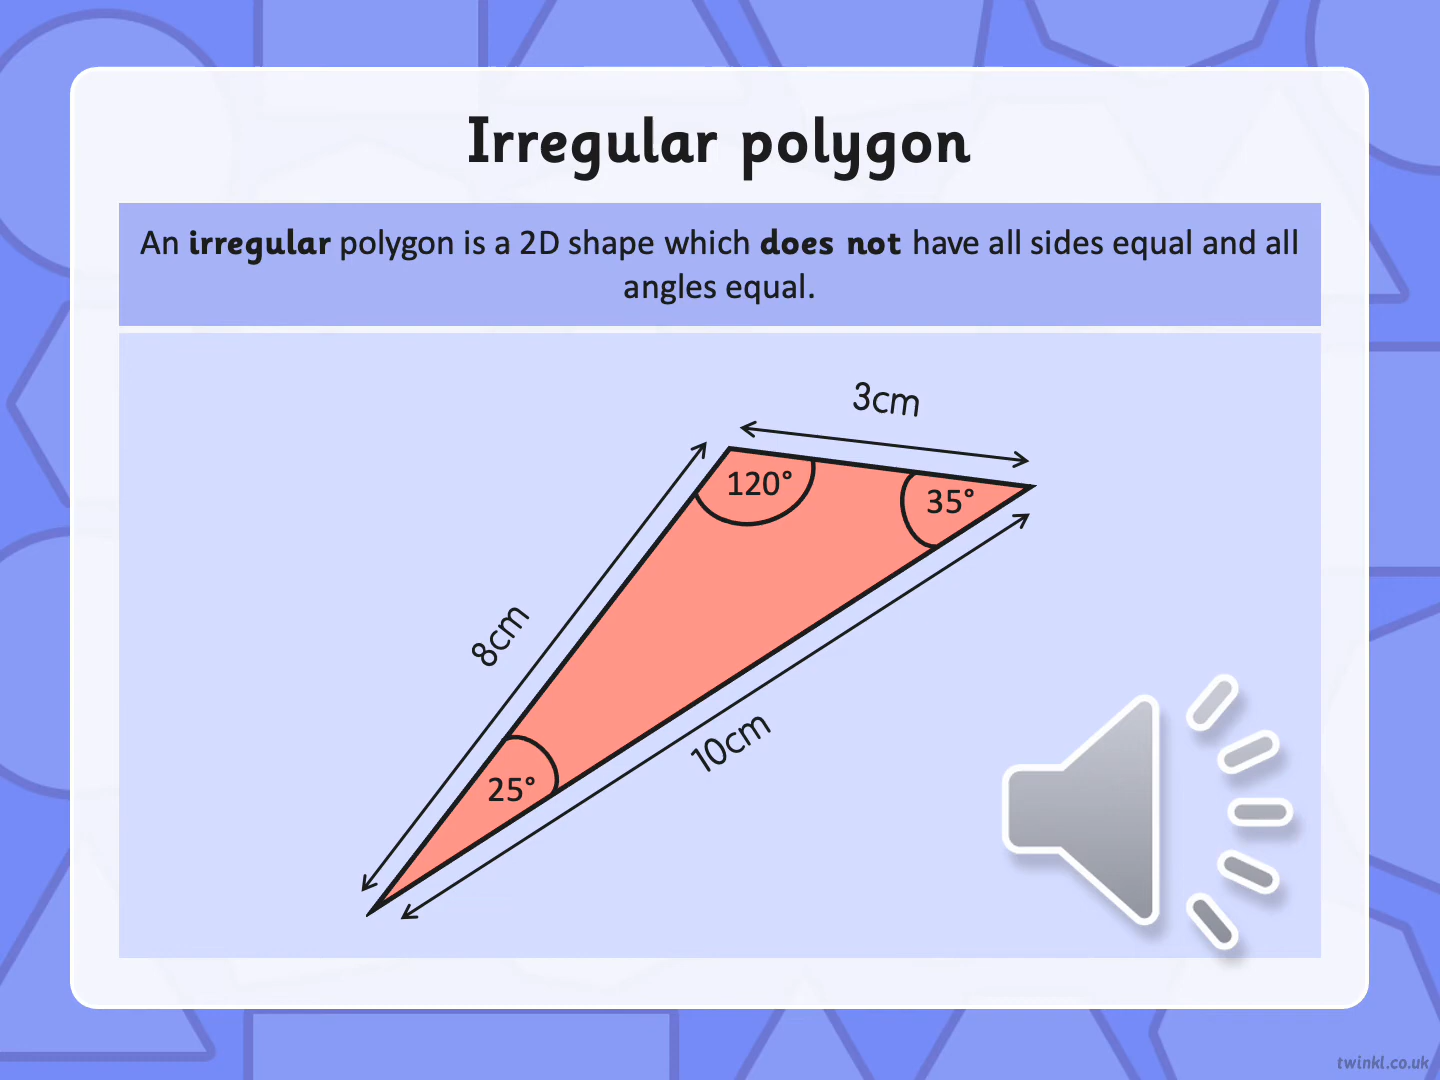 Irregular polygon
An irregular polygon is a 2D shape which does not have all sides equal and all
angles equal.
3cm
120°
35°
8cm
10cm
25°
twinkl.co.uk